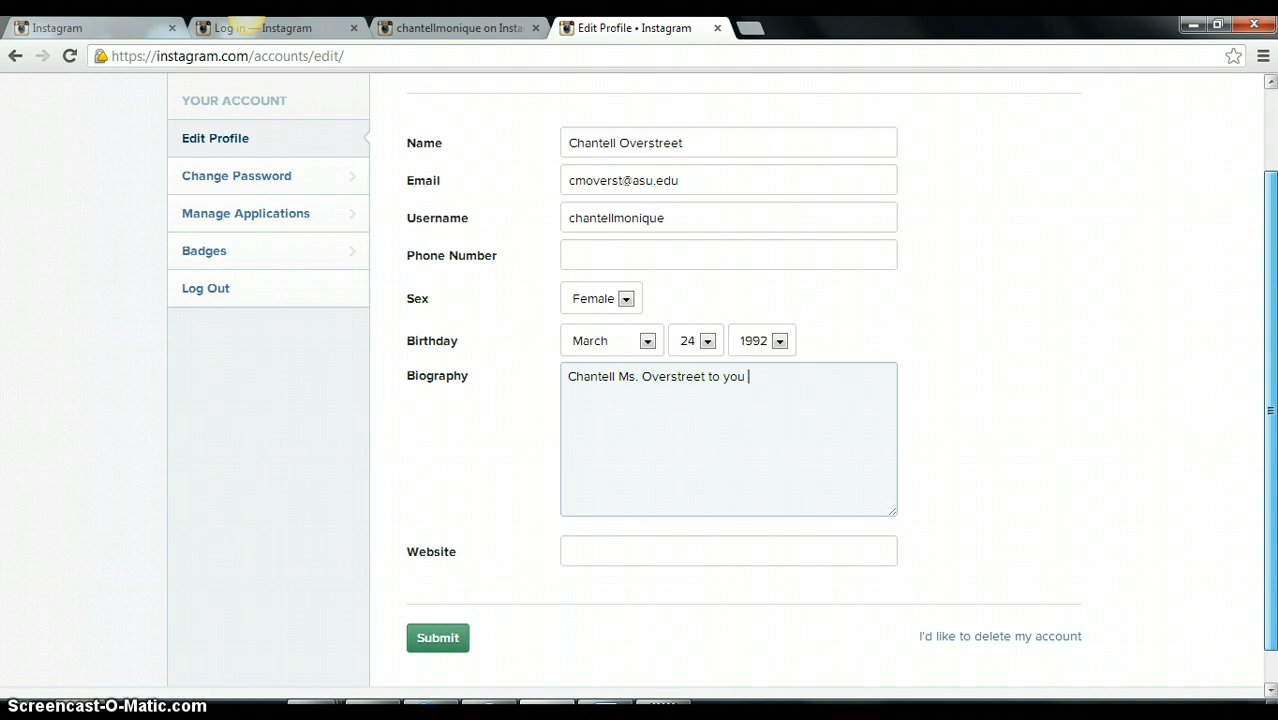 Instagram
Log in — Instagram
chantellmonique on Insta
Edit Profile • Instagram
https://instagram.com/accounts/edit/
YOUR ACCOUNT
Edit Profile
Change Password
Manage Applications
Badges
Log Out
Name Chantell Overstreet
Email cmoverst@asu.edu
Username chantellmonique
Phone Number
Sex Female
Birthday March 24 1992
Biography Chantell Ms. Overstreet to you
Website
Submit I'd like to delete my account
Screencast-O-Matic.com